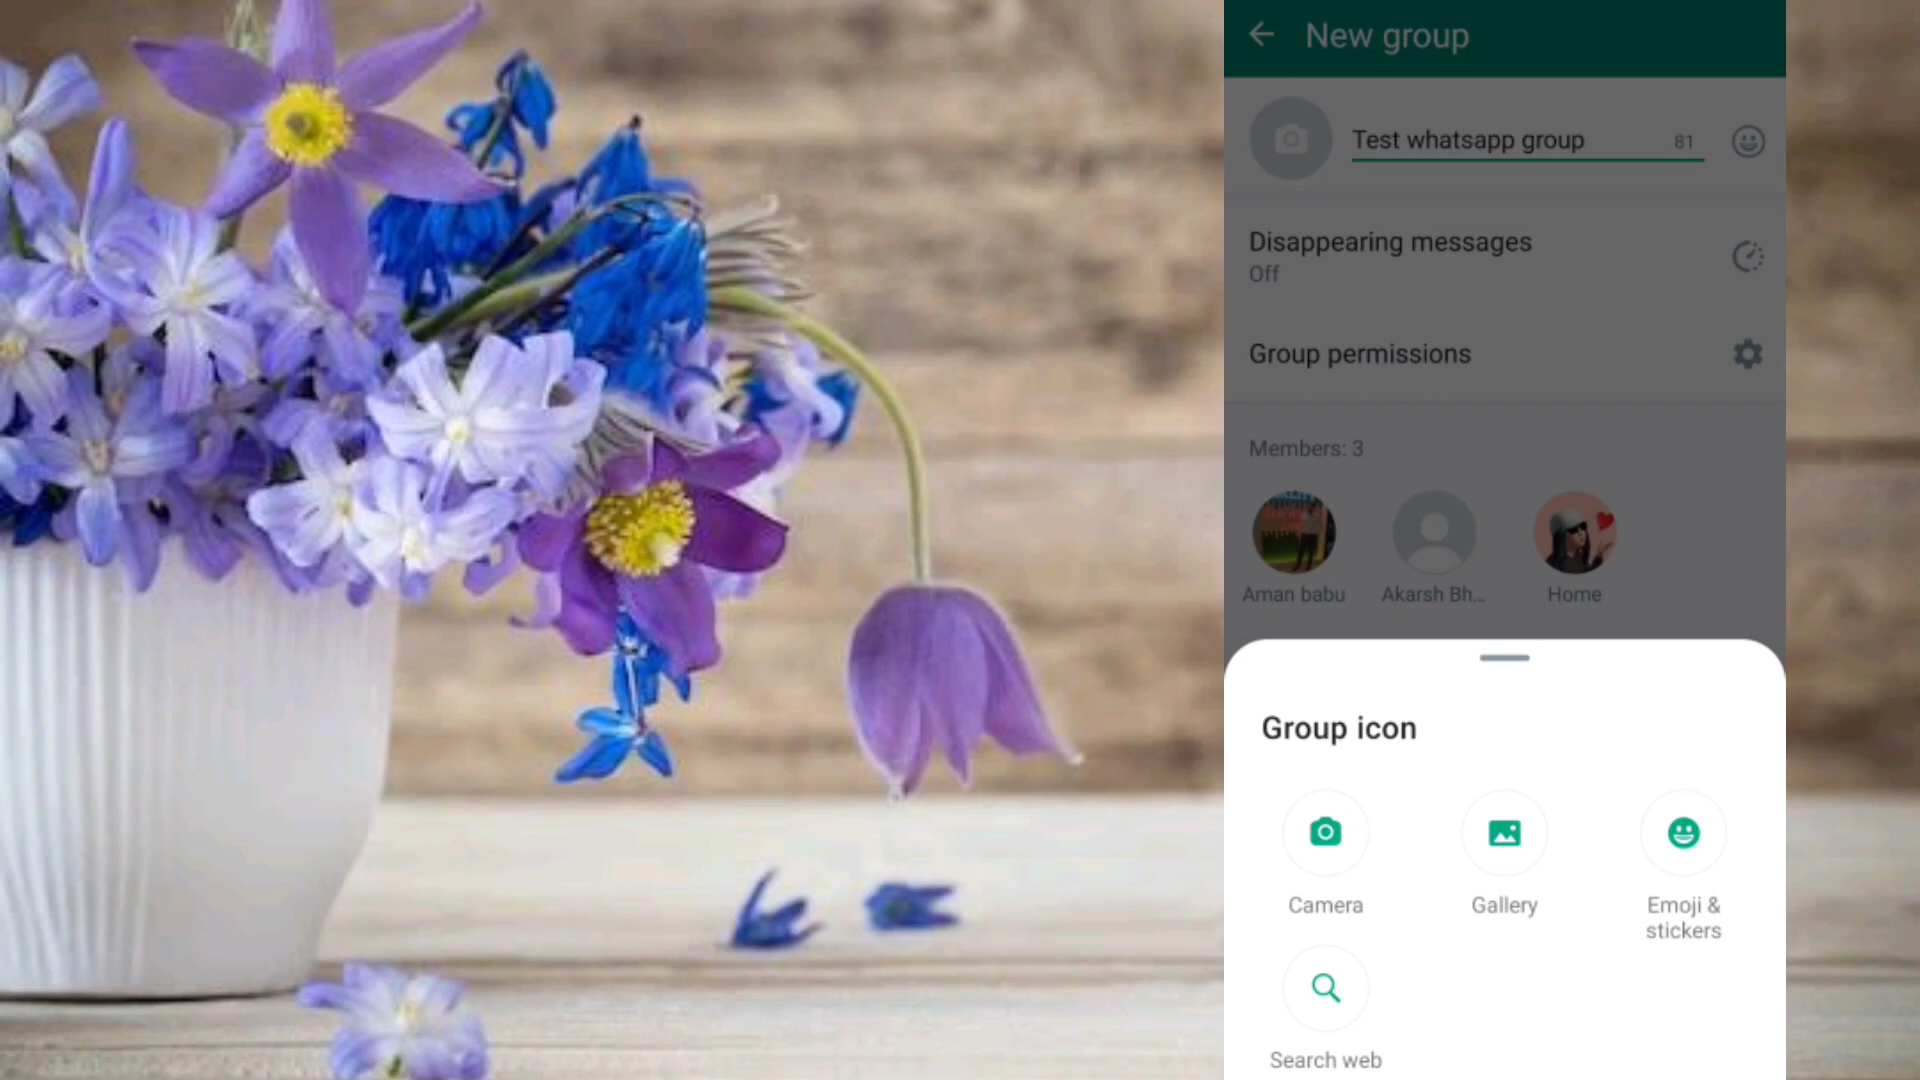 New group
Test whatsapp group 81
Disappearing messages
Off
Group permissions
Members: 3
Aman babu Akarsh Bh... Home
Group icon
Camera Gallery Emoji &
stickers
Search web